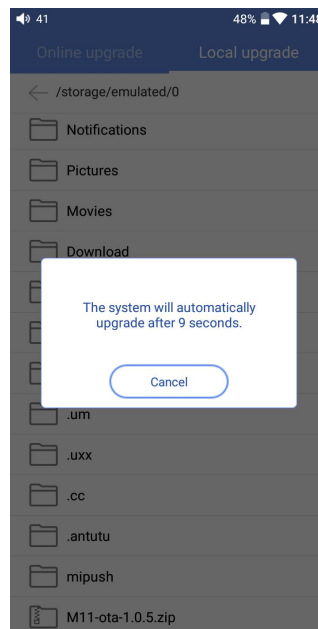 41
48%
11:48
Online upgrade
Local upgrade
/storage/emulated/0
Notifications
Pictures
Movies
Download
The system will automatically
upgrade after 9 seconds.
Cancel
.um
.uxx
.cc
.antutu
mipush
M11-ota-1.0.5.zip